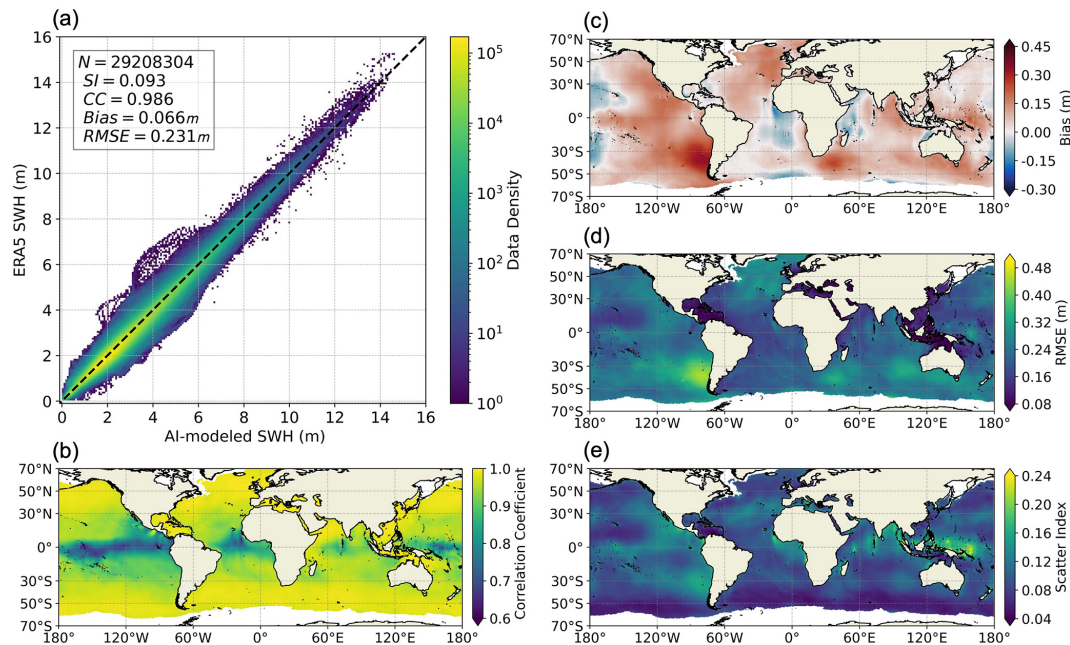 (a)
16
14
12
10
8
6
4
2
0
ERA5 SWH (m)
N = 29208304
SI = 0.093
CC = 0.986
Bias = 0.066m
RMSE = 0.231m
0 2 4 6 8 10 12 14 16
AI-modeled SWH (m)
10⁵
10⁴
10³
10²
10¹
10⁰
Data Density
(b)
70°N
50°N
30°N
0°
30°S
50°S
70°S
180° 120°W 60°W 0° 60°E 120°E 180°
1.0
0.9
0.8
0.7
0.6
Correlation Coefficient
(c)
70°N
50°N
30°N
0°
30°S
50°S
70°S
180° 120°W 60°W 0° 60°E 120°E 180°
0.45
0.30
0.15
0.00
-0.15
-0.30
Bias (m)
(d)
70°N
50°N
30°N
0°
30°S
50°S
70°S
180° 120°W 60°W 0° 60°E 120°E 180°
0.48
0.40
0.32
0.24
0.16
0.08
RMSE (m)
(e)
70°N
50°N
30°N
0°
30°S
50°S
70°S
180° 120°W 60°W 0° 60°E 120°E 180°
0.24
0.20
0.16
0.12
0.08
0.04
Scatter Index